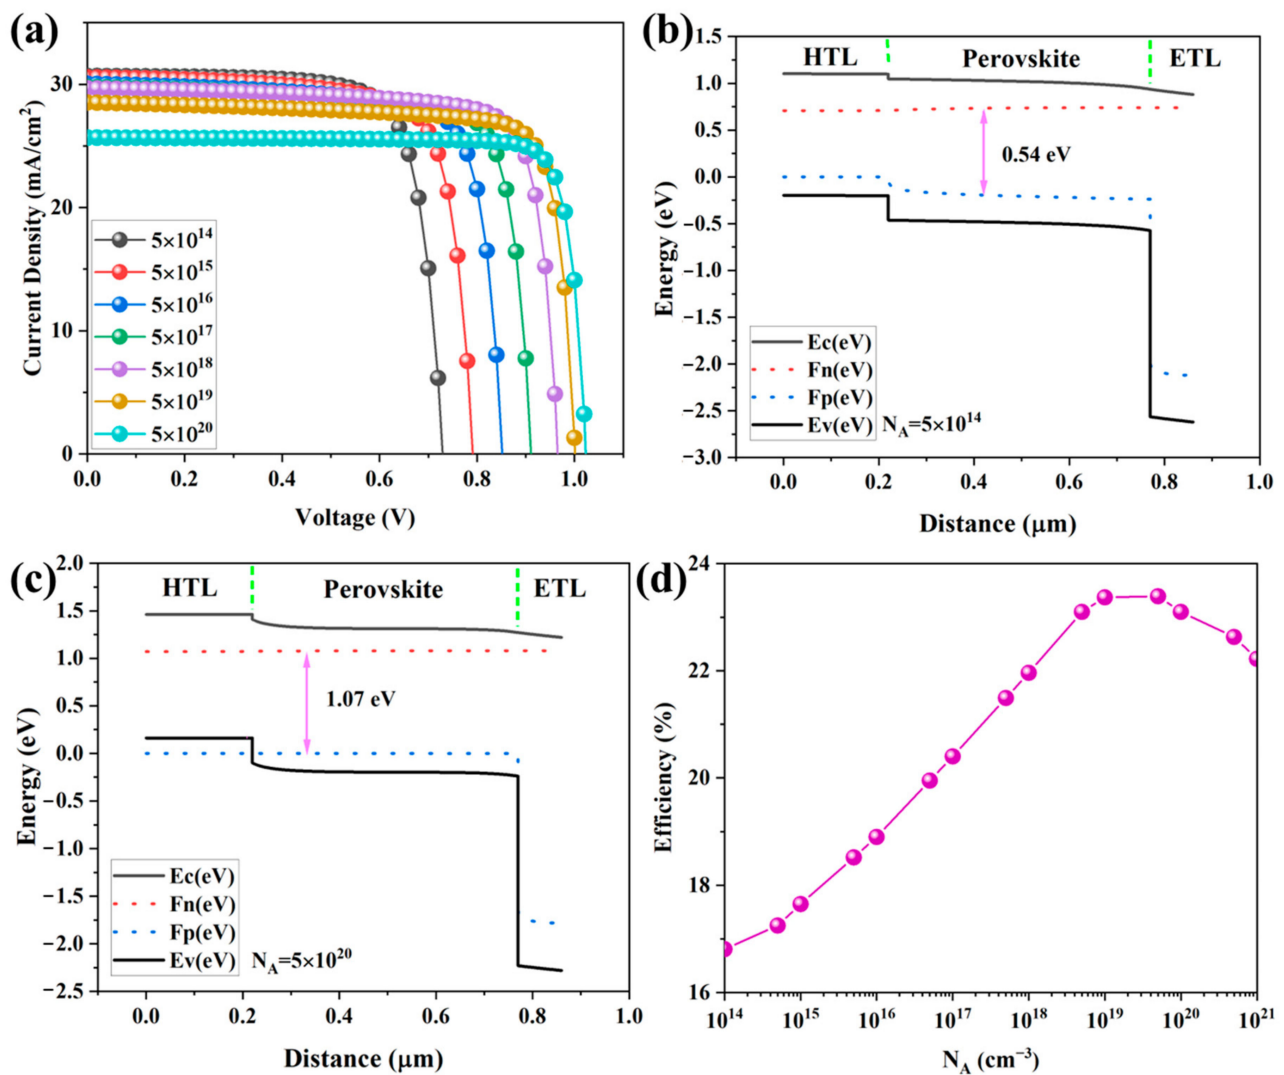 (a)
30
20
10
0
Current Density (mA/cm²)
5×10¹⁴
5×10¹⁵
5×10¹⁶
5×10¹⁷
5×10¹⁸
5×10¹⁹
5×10²⁰
0.0 0.2 0.4 0.6 0.8 1.0
Voltage (V)
(b)
HTL Perovskite ETL
1.5
1.0
0.5
0.0
−0.5
−1.0
−1.5
−2.0
−2.5
−3.0
Energy (eV)
0.54 eV
Ec(eV)
Fn(eV)
Fp(eV)
Ev(eV) N_A=5×10¹⁴
0.0 0.2 0.4 0.6 0.8 1.0
Distance (μm)
(c)
HTL Perovskite ETL
2.0
1.5
1.0
0.5
0.0
−0.5
−1.0
−1.5
−2.0
−2.5
Energy (eV)
1.07 eV
Ec(eV)
Fn(eV)
Fp(eV)
Ev(eV) N_A=5×10²⁰
0.0 0.2 0.4 0.6 0.8 1.0
Distance (μm)
(d)
24
22
20
18
16
Efficiency (%)
10¹⁴ 10¹⁵ 10¹⁶ 10¹⁷ 10¹⁸ 10¹⁹ 10²⁰ 10²¹
N_A (cm⁻³)